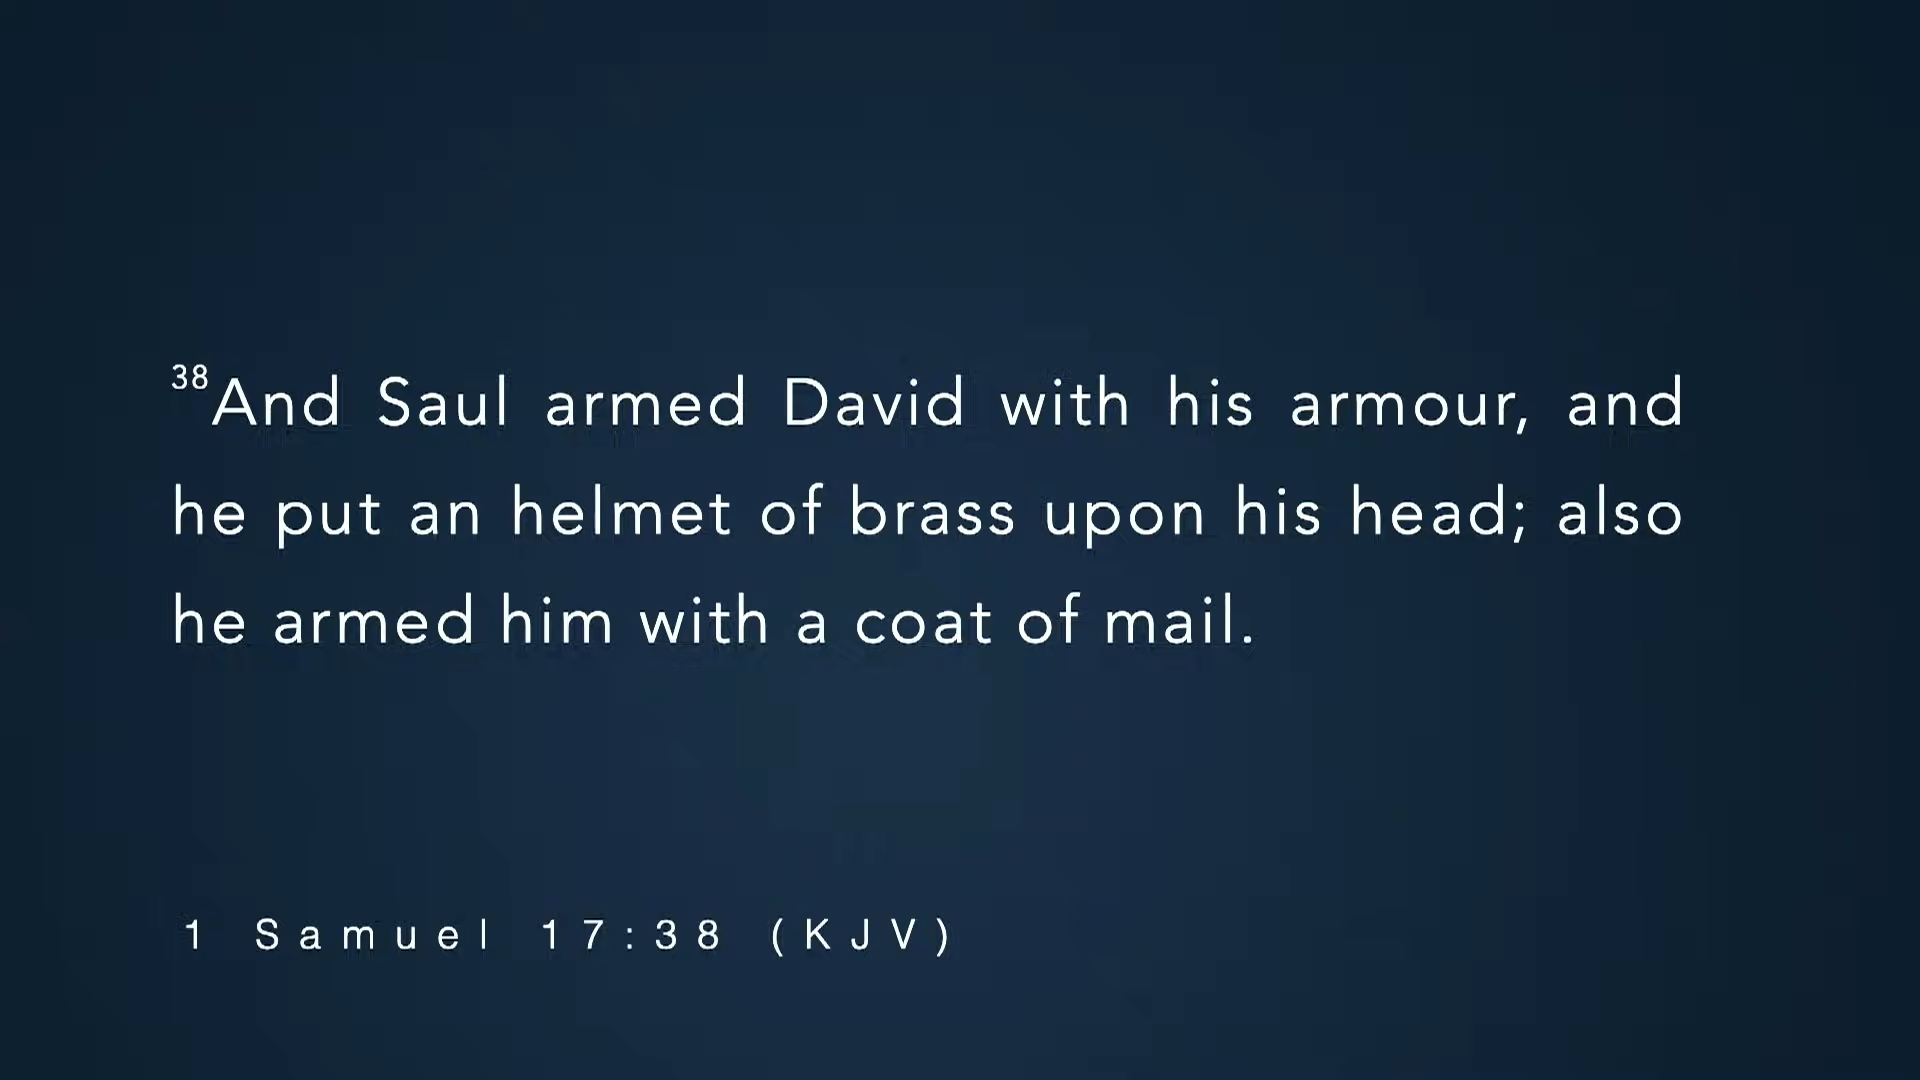 38And Saul armed David with his armour, and
he put an helmet of brass upon his head; also
he armed him with a coat of mail.
1 Samuel 17:38 (KJV)